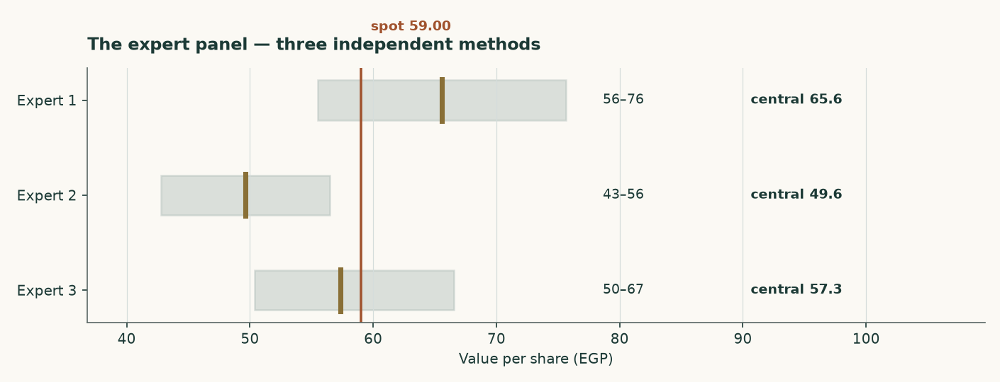 spot 59.00
The expert panel — three independent methods
Expert 1
56–76
central 65.6
Expert 2
43–56
central 49.6
Expert 3
50–67
central 57.3
40
50
60
70
80
90
100
Value per share (EGP)